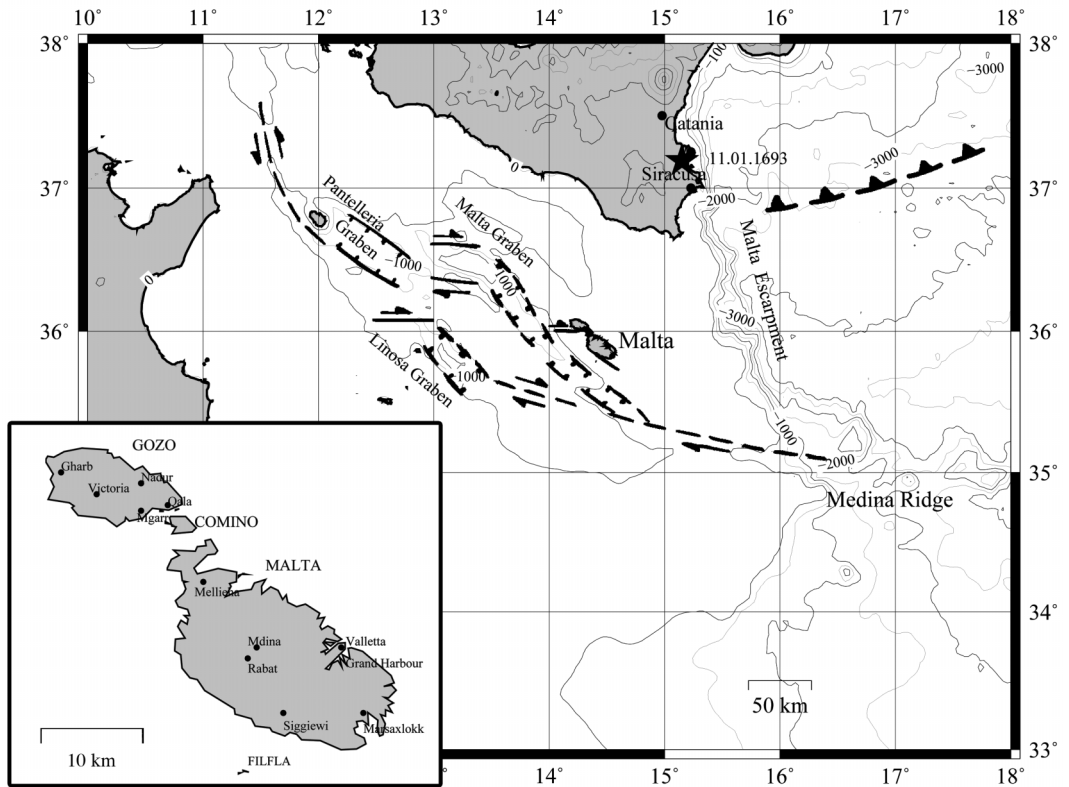 10 11 12 13 14 15 16 17 18
38°
38°
100
−3000
Catania
11.01.1693
−3000
Siracusa
0
37°
37°
−2000
Pantelleria
Graben
Malta Graben
−1000
1000
Malta Escarpment
0
36°
36°
−3000
Malta
Linosa Graben
−1000
−1000
−2000
35°
Medina Ridge
34°
50 km
33°
14 15 16 17 18°
GOZO
Gharb
Nadur
Victoria
Qala
Mgarr
COMINO
MALTA
Mellieha
Mdina
Valletta
Rabat
Grand Harbour
Siggiewi
Marsaxlokk
10 km
FILFLA